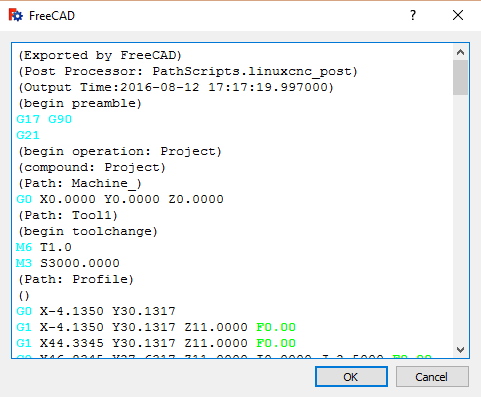 FreeCAD
?
(Exported by FreeCAD)
(Post Processor: PathScripts.linuxcnc_post)
(Output Time:2016-08-12 17:17:19.997000)
(begin preamble)
G17 G90
G21
(begin operation: Project)
(compound: Project)
(Path: Machine_)
G0 X0.0000 Y0.0000 Z0.0000
(Path: Tool1)
(begin toolchange)
M6 T1.0
M3 S3000.0000
(Path: Profile)
()
G0 X-4.1350 Y30.1317
G1 X-4.1350 Y30.1317 Z11.0000 F0.00
G1 X44.3345 Y30.1317 Z11.0000 F0.00
OK Cancel